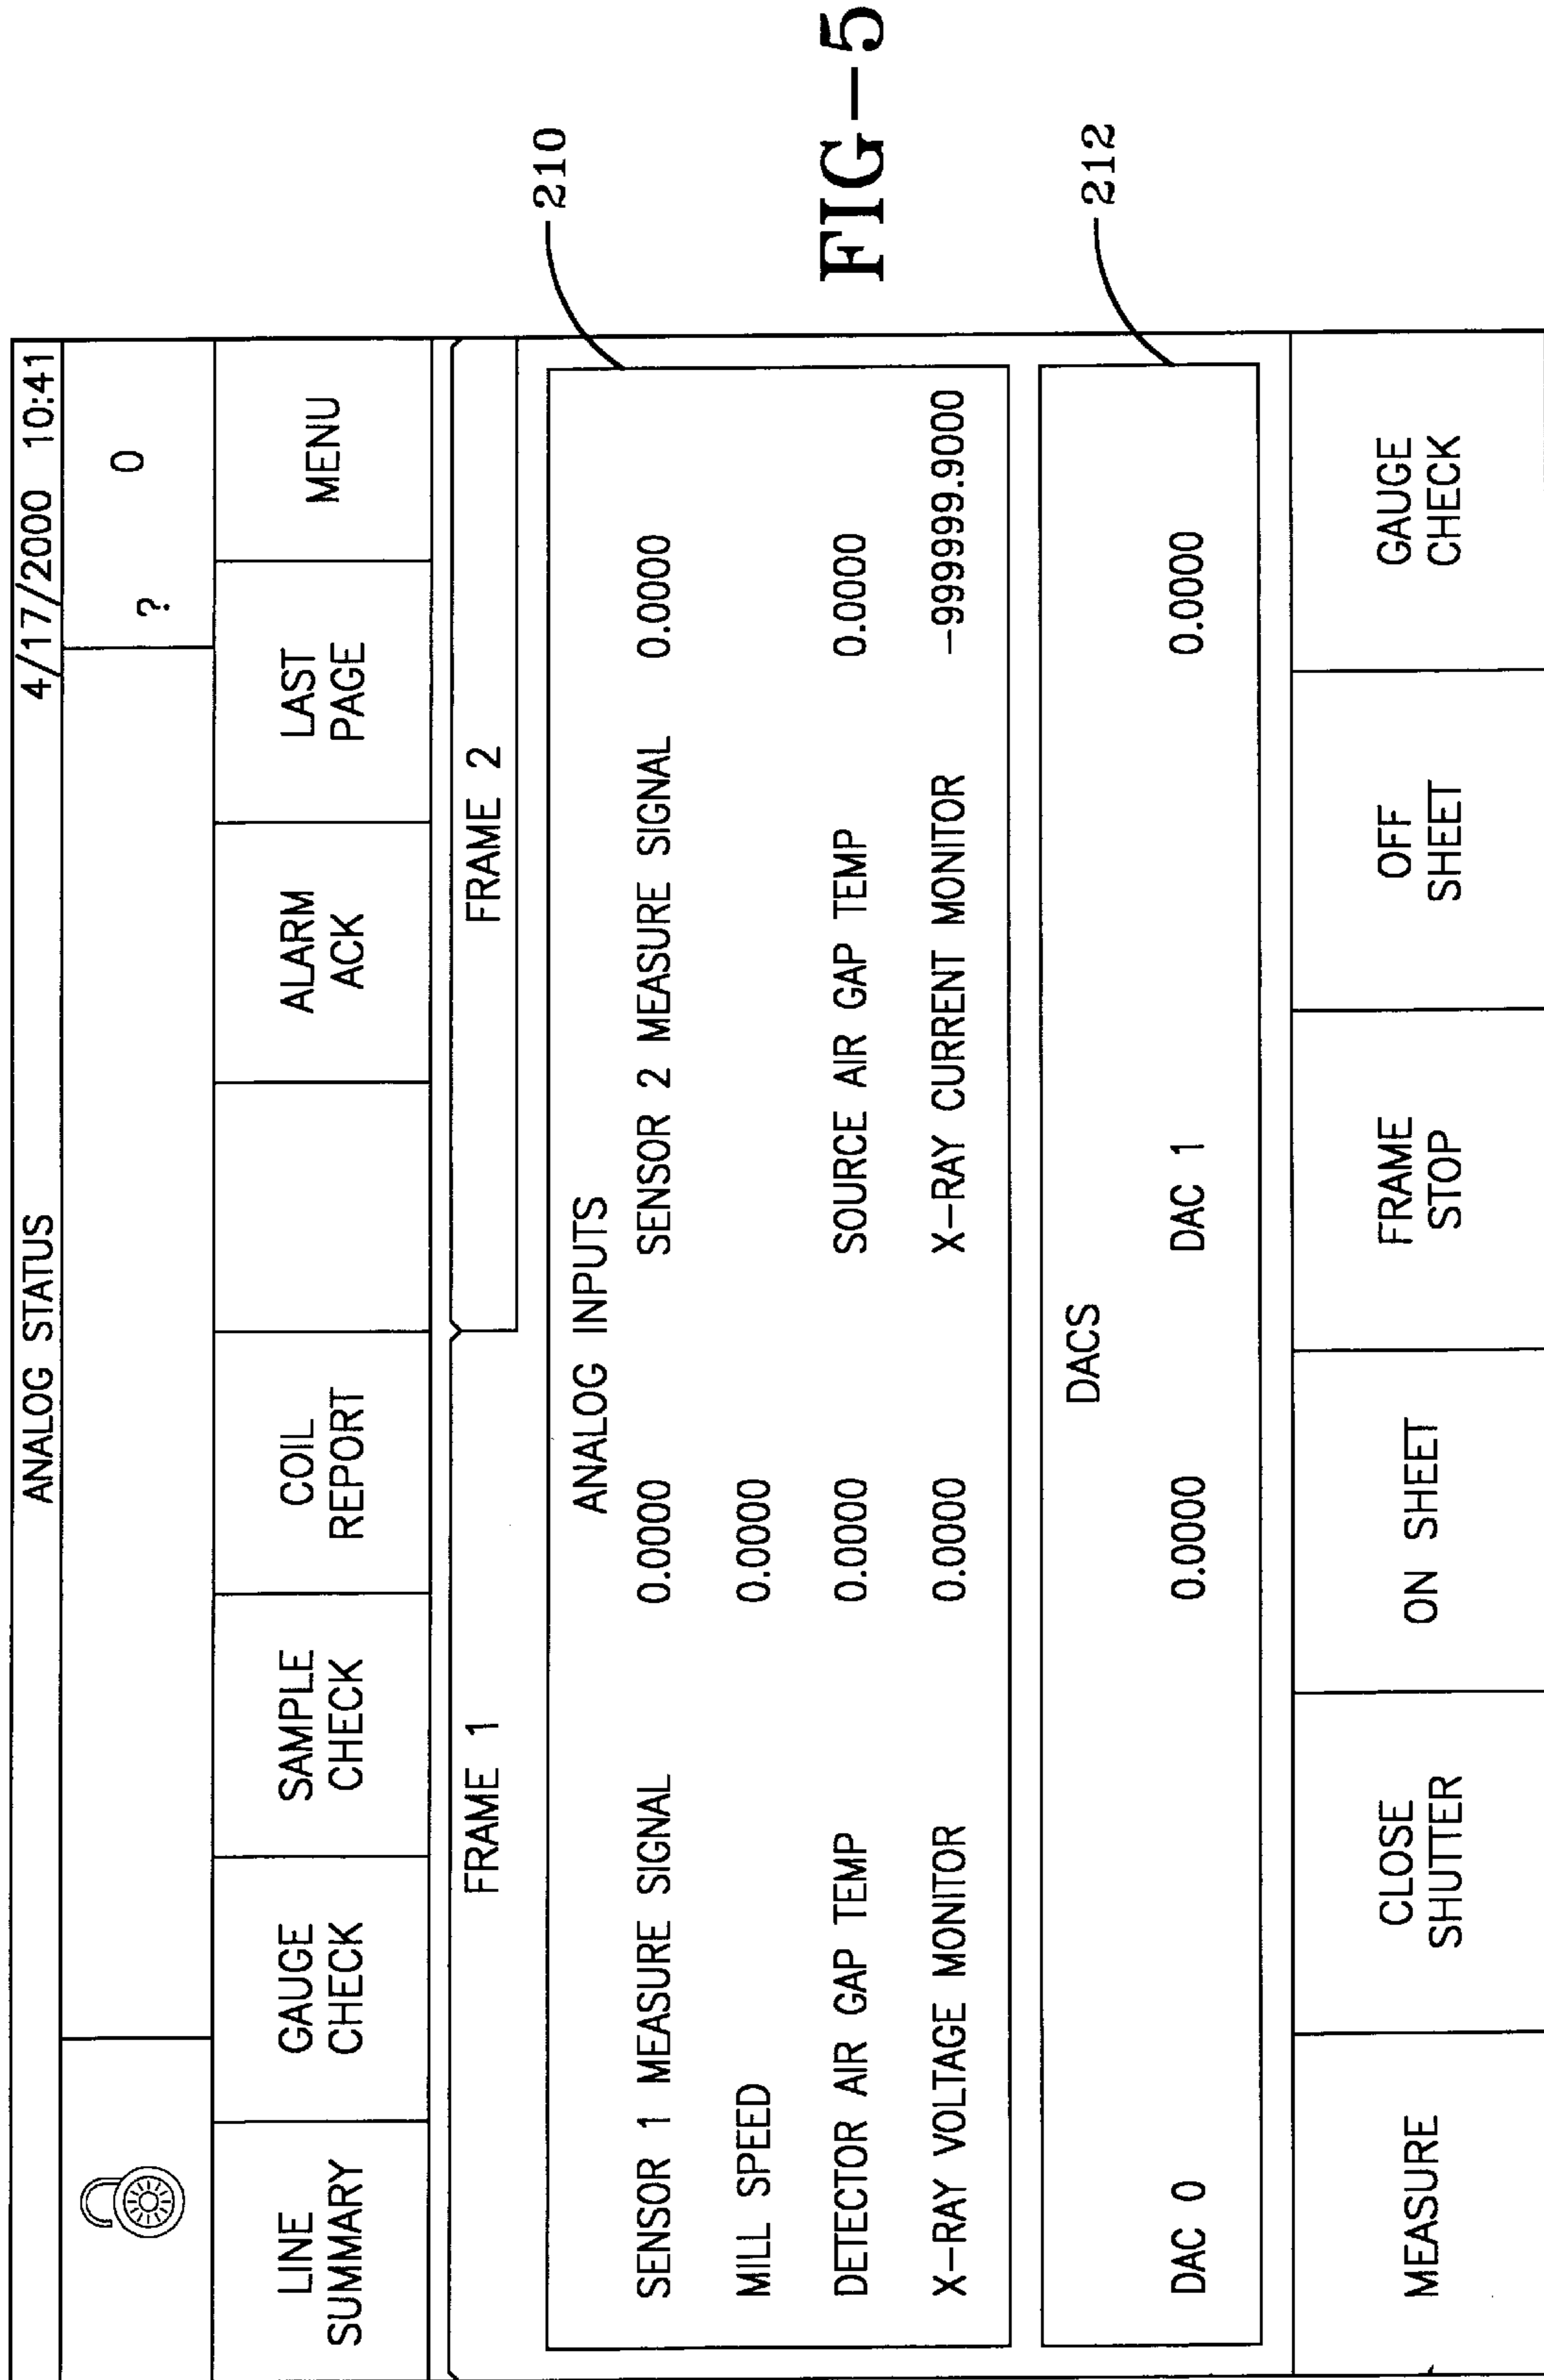 ANALOG STATUS 4/17/2000 10:41
? 0
LINE
SUMMARY
GAUGE
CHECK
SAMPLE
CHECK
COIL
REPORT
ALARM
ACK
LAST
PAGE
MENU
FRAME 1
FRAME 2
ANALOG INPUTS
SENSOR 1 MEASURE SIGNAL 0.0000 SENSOR 2 MEASURE SIGNAL 0.0000
MILL SPEED 0.0000
DETECTOR AIR GAP TEMP 0.0000 SOURCE AIR GAP TEMP 0.0000
X-RAY VOLTAGE MONITOR 0.0000 X-RAY CURRENT MONITOR -999999.9000
210
DACS
DAC 0 0.0000 DAC 1 0.0000
212
MEASURE
CLOSE
SHUTTER
ON SHEET
FRAME
STOP
OFF
SHEET
GAUGE
CHECK
FIG-5